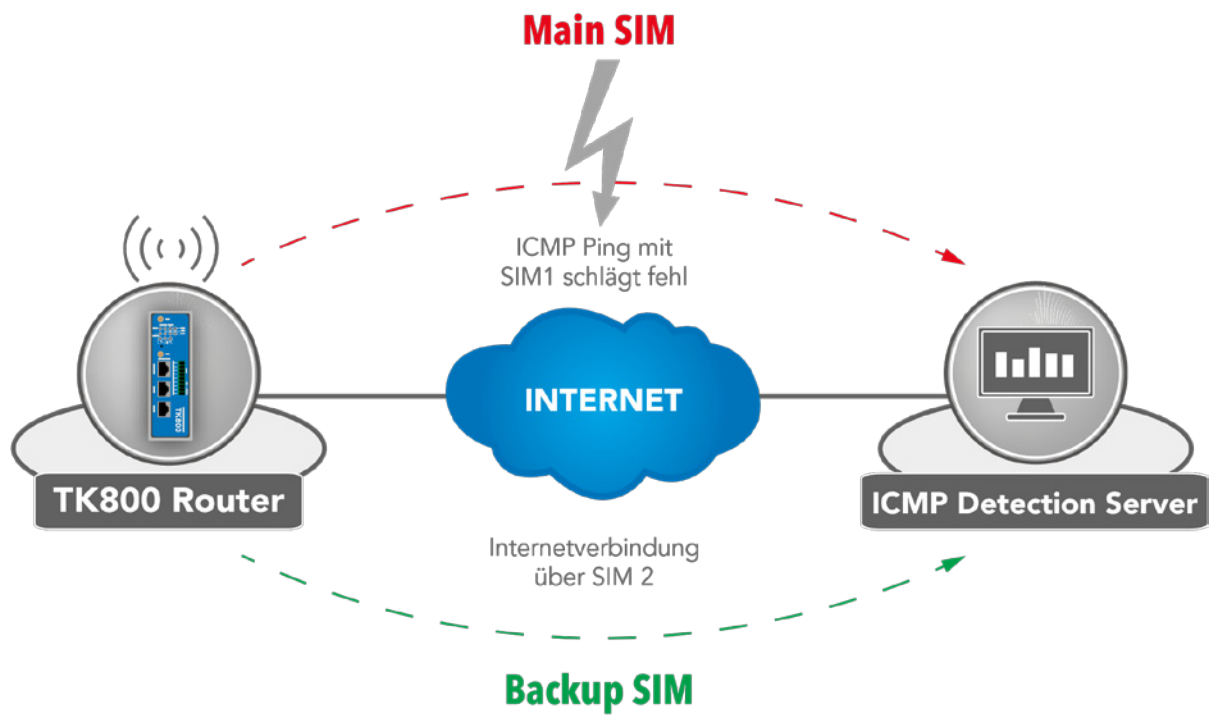 Main SIM
ICMP Ping mit
SIM1 schlägt fehl
INTERNET
TK800
TK800 Router
ICMP Detection Server
Internetverbindung
über SIM 2
Backup SIM